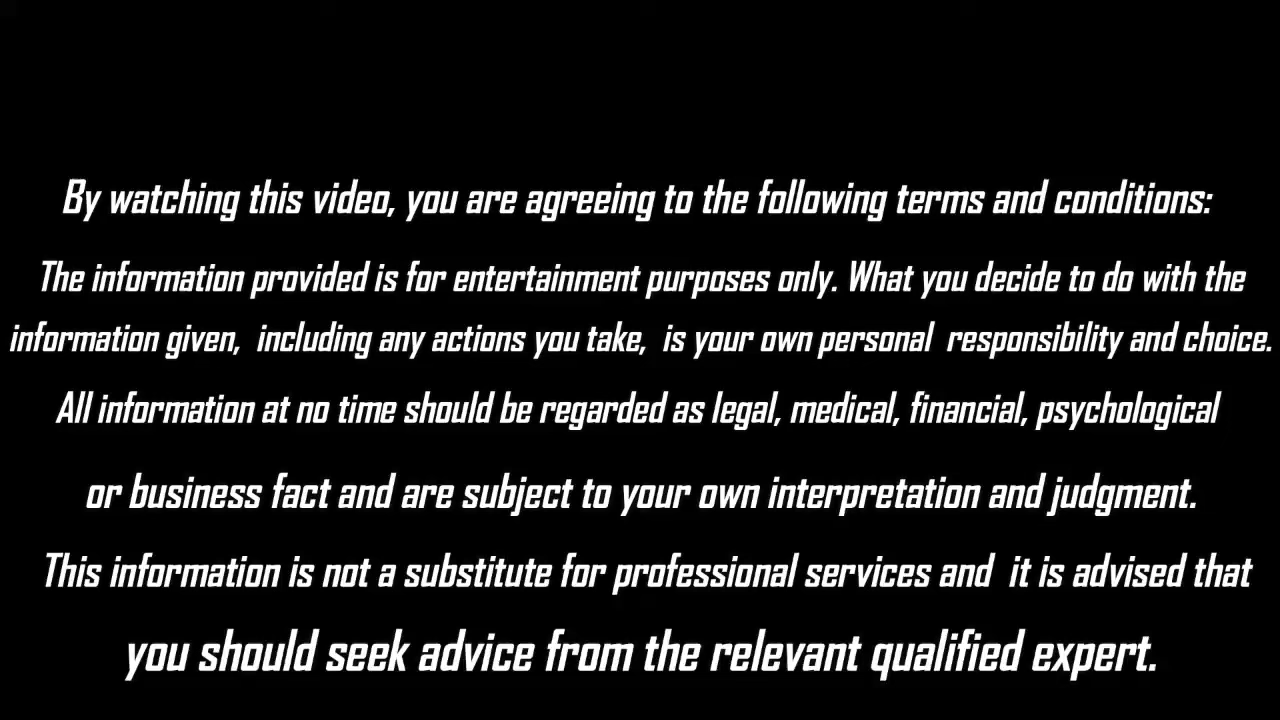 By watching this video, you are agreeing to the following terms and conditions:
The information provided is for entertainment purposes only. What you decide to do with the
information given, including any actions you take, is your own personal responsibility and choice.
All information at no time should be regarded as legal, medical, financial, psychological
or business fact and are subject to your own interpretation and judgment.
This information is not a substitute for professional services and it is advised that
you should seek advice from the relevant qualified expert.